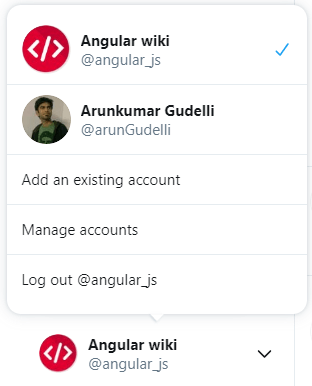 Angular wiki
@angular_js
Arunkumar Gudelli
@arunGudelli
Add an existing account
Manage accounts
Log out @angular_js
Angular wiki
@angular_js